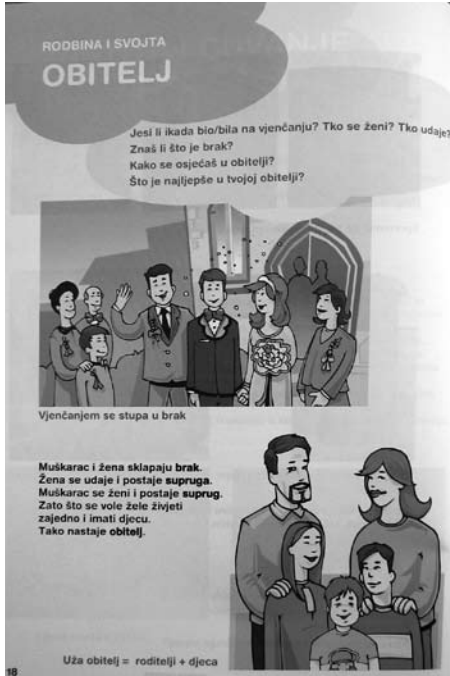 RODBINA I SVOJTA
OBITELJ
Jesi li ikada bio/bila na vjenčanju? Tko se ženi? Tko udaje?
Znaš li što je brak?
Kako se osjećaš u obitelji?
Što je najljepše u tvojoj obitelji?
Vjenčanjem se stupa u brak
Muškarac i žena sklapaju brak.
Žena se udaje i postaje supruga.
Muškarac se ženi i postaje suprug.
Zato što se vole žele živjeti
zajedno i imati djecu.
Tako nastaje obitelj.
Uža obitelj = roditelji + djeca
18